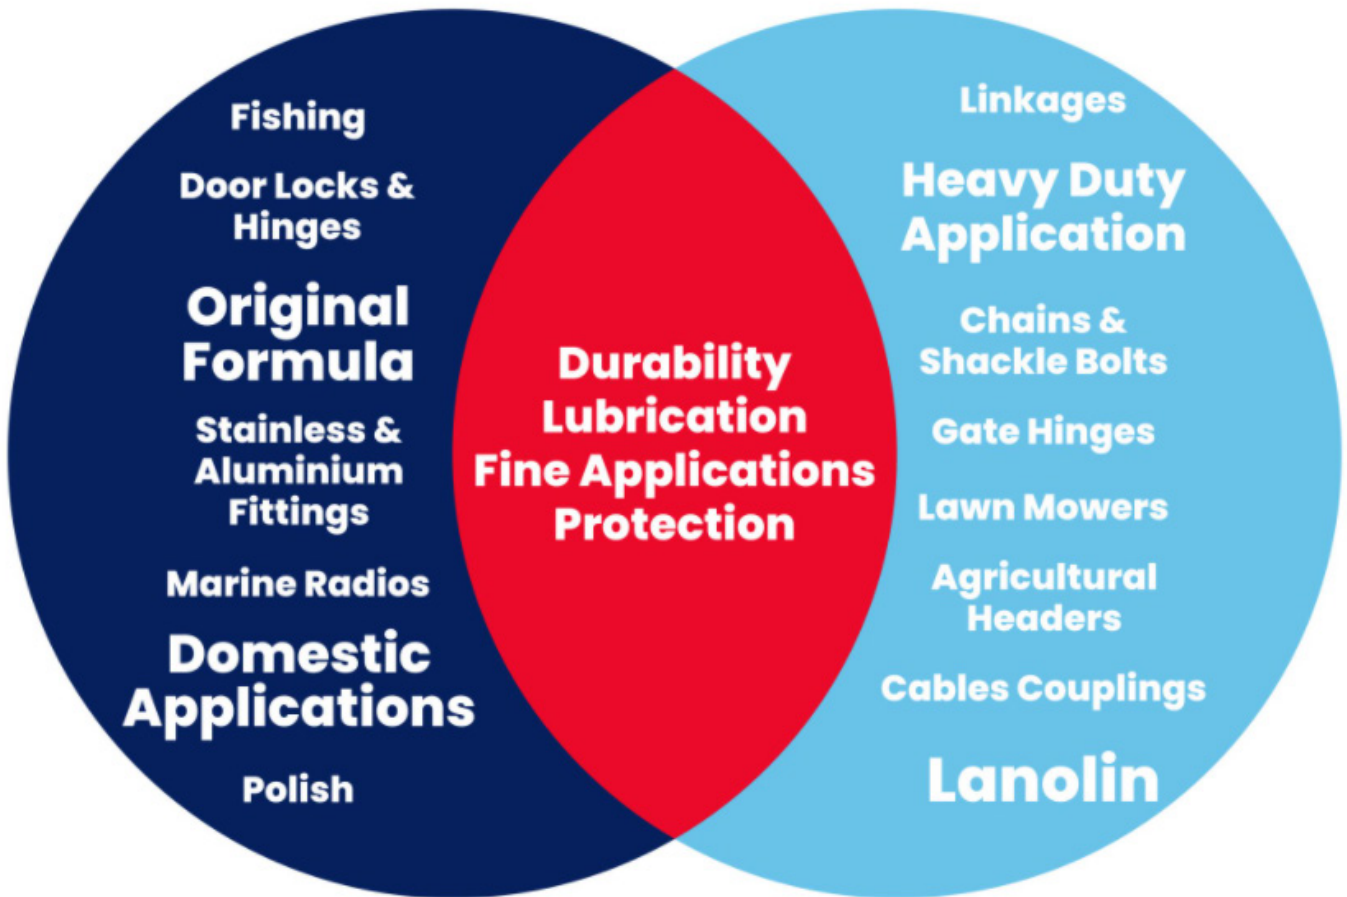 Fishing
Door Locks &
Hinges
Original
Formula
Stainless &
Aluminium
Fittings
Marine Radios
Domestic
Applications
Polish
Durability
Lubrication
Fine Applications
Protection
Linkages
Heavy Duty
Application
Chains &
Shackle Bolts
Gate Hinges
Lawn Mowers
Agricultural
Headers
Cables Couplings
Lanolin